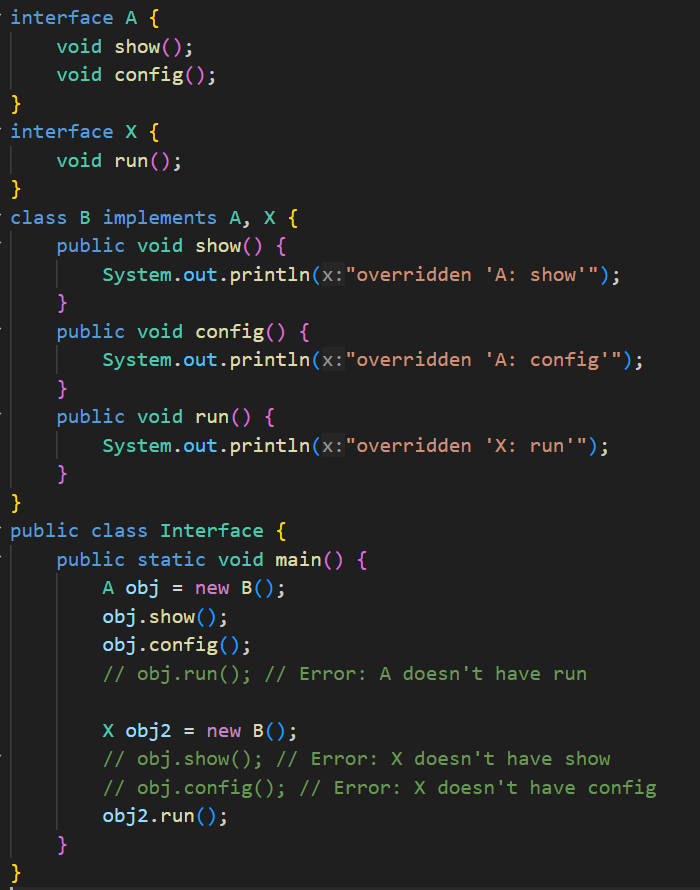 interface A {
    void show();
    void config();
}
interface X {
    void run();
}
class B implements A, X {
    public void show() {
        System.out.println(x:"overridden 'A: show'");
    }
    public void config() {
        System.out.println(x:"overridden 'A: config'");
    }
    public void run() {
        System.out.println(x:"overridden 'X: run'");
    }
}
public class Interface {
    public static void main() {
        A obj = new B();
        obj.show();
        obj.config();
        // obj.run(); // Error: A doesn't have run

        X obj2 = new B();
        // obj.show(); // Error: X doesn't have show
        // obj.config(); // Error: X doesn't have config
        obj2.run();
    }
}